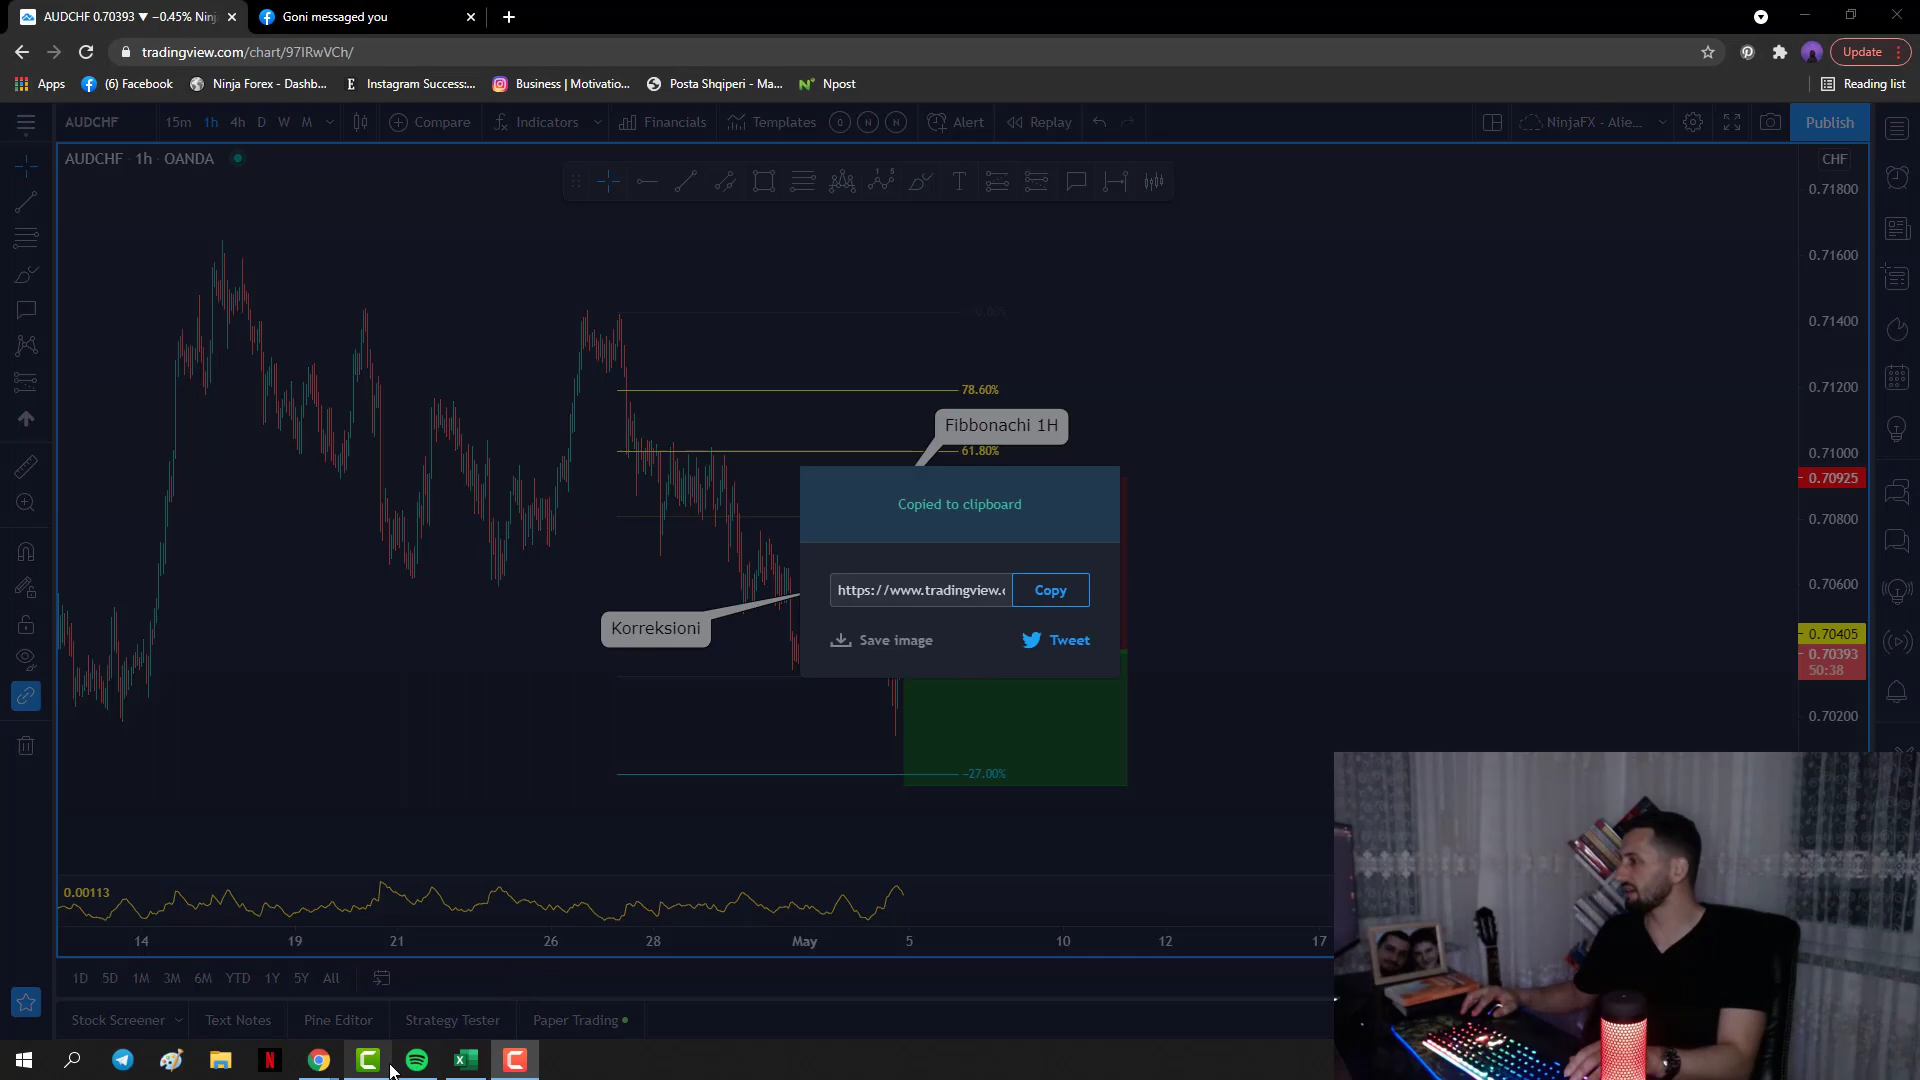 AUDCHF 0.70393 ▼ −0.45% Ninj
Goni messaged you
tradingview.com/chart/97IRwVCh/
Update
Apps
(6) Facebook
Ninja Forex - Dashb...
Instagram Success:...
Business | Motivatio...
Posta Shqiperi - Ma...
Npost
Reading list
AUDCHF
15m
1h
4h
D
W
M
Compare
Indicators
Financials
Templates
O
N
N
Alert
Replay
NinjaFX - Alie...
Publish
AUDCHF · 1h · OANDA
CHF
0.71800
0.71600
0.71400
0.71200
0.71000
0.70925
0.70800
0.70600
0.70405
0.70393
50:38
0.70200
78.60%
Fibbonachi 1H
61.80%
Copied to clipboard
https://www.tradingview.c
Copy
Save image
Tweet
Korreksioni
−27.00%
0.00113
14
19
21
26
28
May
5
10
12
17
1D
5D
1M
3M
6M
YTD
1Y
5Y
All
Stock Screener
Text Notes
Pine Editor
Strategy Tester
Paper Trading